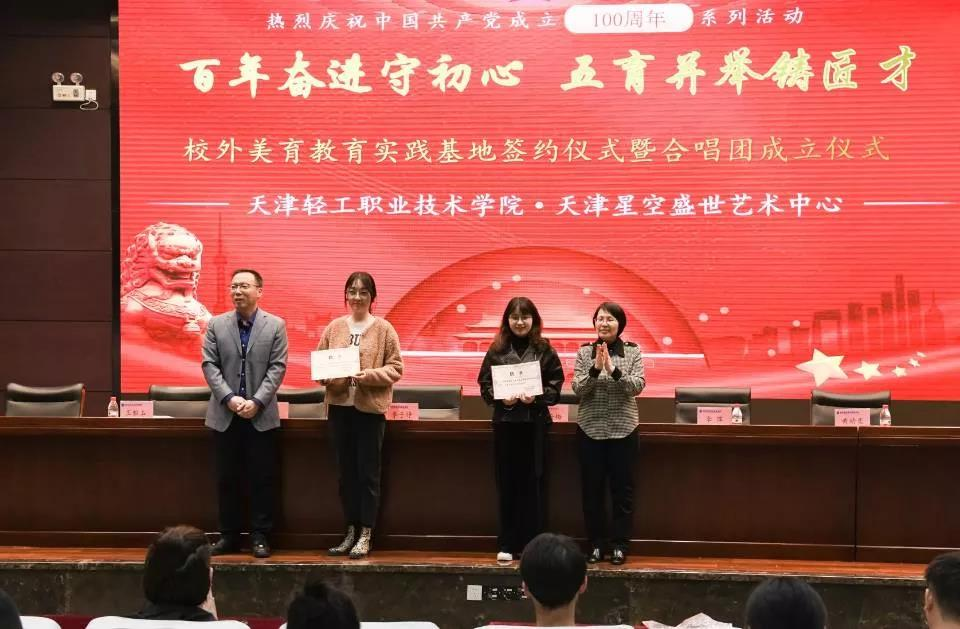 热烈庆祝中国共产党成立100周年系列活动
百年奋进守初心 五育并举铸匠才
校外美育教育实践基地签约仪式暨合唱团成立仪式
天津轻工职业技术学院·天津星空盛世艺术中心
BU